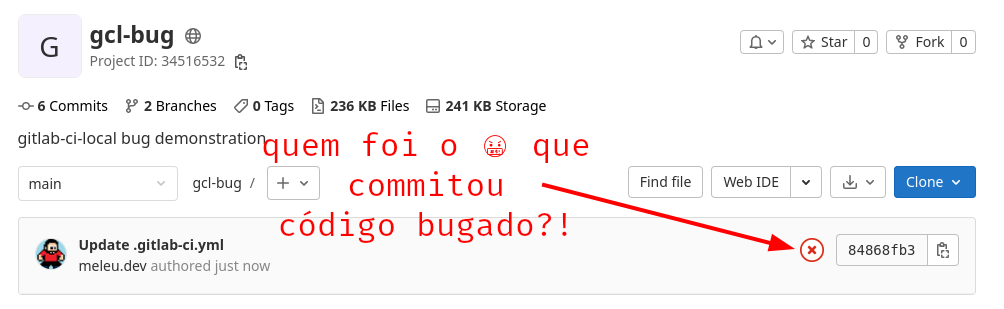 G
gcl-bug
Project ID: 34516532
Star 0
Fork 0
6 Commits 2 Branches 0 Tags 236 KB Files 241 KB Storage
gitlab-ci-local bug demonstration
quem foi o 🤬 que
commitou
código bugado?!
main
gcl-bug /
+
Find file
Web IDE
Clone
Update .gitlab-ci.yml
meleu.dev authored just now
84868fb3